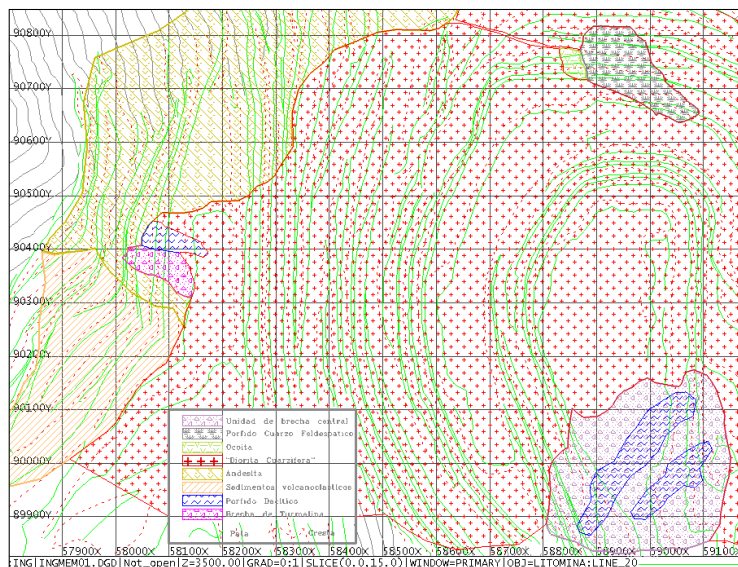 90800Y
90700Y
90600Y
90500Y
90400Y
90300Y
90200Y
90100Y
90000Y
89900Y
Unidad de brecha central
Porfido Cuarzo Feldespatico
Ocoita
"Diorita Cuarzifera"
Andesita
Sedimentos volcanoclasticos
Porfido Dacitico
Brecha de Turmalina
Pata Cresta
57900X 58000X 58100X 58200X 58300X 58400X 58500X 58600X 58700X 58800X 58900X 59000X 59100X
:ING|INGMEM01.DGD|Not_open|Z=3500.00|GRAD=0:1|SLICE(0.0,15.0)|WINDOW=PRIMARY|OBJ=LITOMINA:LINE_20